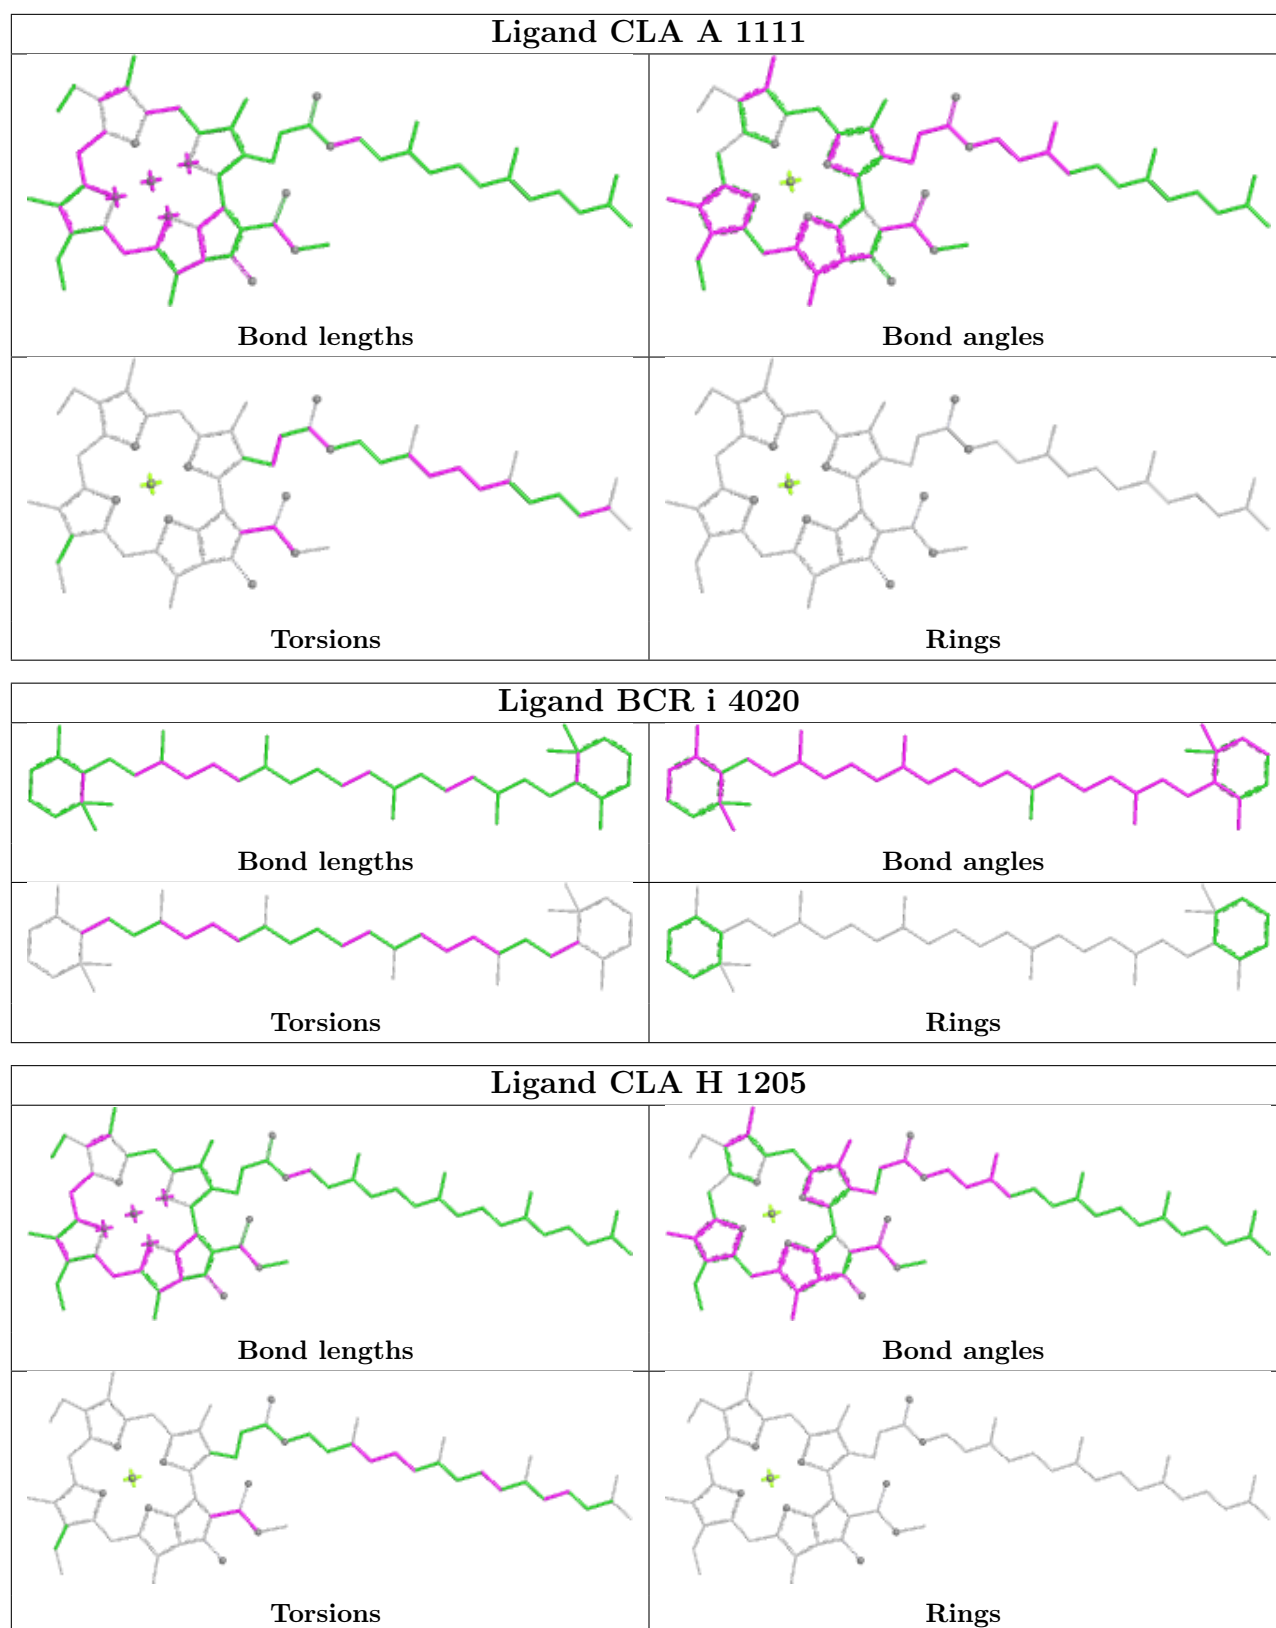 Ligand CLA A 1111
Bond lengths
Bond angles
Torsions
Rings
Ligand BCR i 4020
Bond lengths
Bond angles
Torsions
Rings
Ligand CLA H 1205
Bond lengths
Bond angles
Torsions
Rings